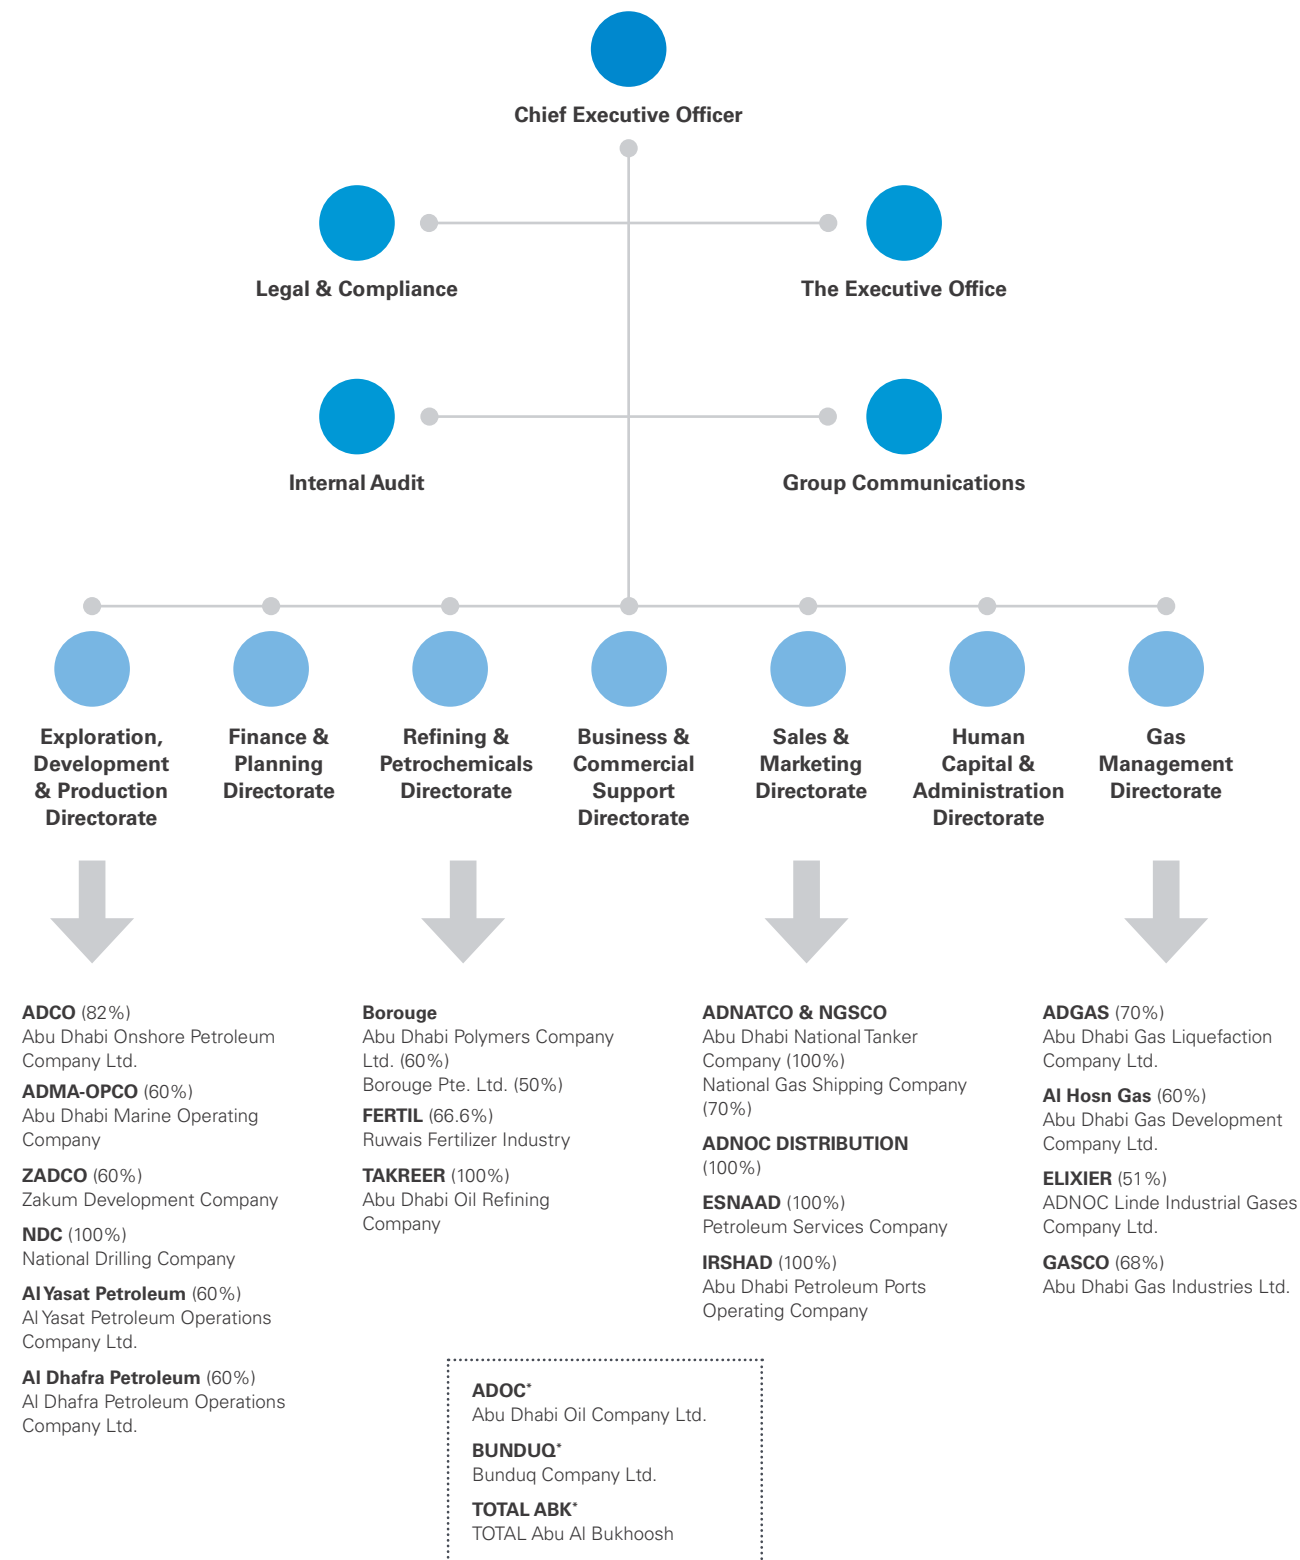 Chief Executive Officer
Legal & Compliance
The Executive Office
Internal Audit
Group Communications
Exploration,
Development
& Production
Directorate
Finance &
Planning
Directorate
Refining &
Petrochemicals
Directorate
Business &
Commercial
Support
Directorate
Sales &
Marketing
Directorate
Human
Capital &
Administration
Directorate
Gas
Management
Directorate
ADCO (82%)
Abu Dhabi Onshore Petroleum
Company Ltd.
ADMA-OPCO (60%)
Abu Dhabi Marine Operating
Company
ZADCO (60%)
Zakum Development Company
NDC (100%)
National Drilling Company
Al Yasat Petroleum (60%)
Al Yasat Petroleum Operations
Company Ltd.
Al Dhafra Petroleum (60%)
Al Dhafra Petroleum Operations
Company Ltd.
Borouge
Abu Dhabi Polymers Company
Ltd. (60%)
Borouge Pte. Ltd. (50%)
FERTIL (66.6%)
Ruwais Fertilizer Industry
TAKREER (100%)
Abu Dhabi Oil Refining
Company
ADNATCO & NGSCO
Abu Dhabi National Tanker
Company (100%)
National Gas Shipping Company
(70%)
ADNOC DISTRIBUTION
(100%)
ESNAAD (100%)
Petroleum Services Company
IRSHAD (100%)
Abu Dhabi Petroleum Ports
Operating Company
ADGAS (70%)
Abu Dhabi Gas Liquefaction
Company Ltd.
Al Hosn Gas (60%)
Abu Dhabi Gas Development
Company Ltd.
ELIXIER (51%)
ADNOC Linde Industrial Gases
Company Ltd.
GASCO (68%)
Abu Dhabi Gas Industries Ltd.
ADOC*
Abu Dhabi Oil Company Ltd.
BUNDUQ*
Bunduq Company Ltd.
TOTAL ABK*
TOTAL Abu Al Bukhoosh